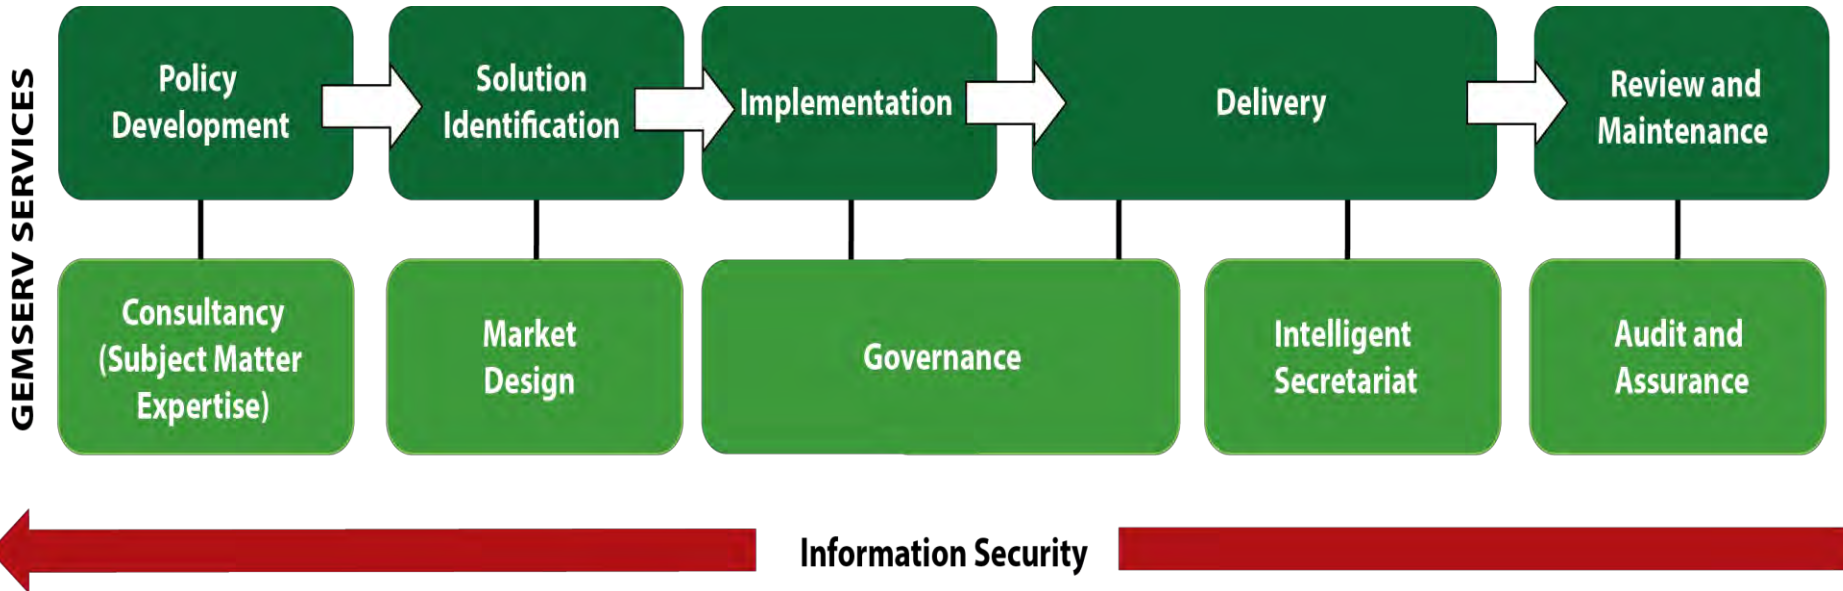 GEMSERV SERVICES
Policy
Development
Solution
Identification
Implementation
Delivery
Review and
Maintenance
Consultancy
(Subject Matter
Expertise)
Market
Design
Governance
Intelligent
Secretariat
Audit and
Assurance
Information Security